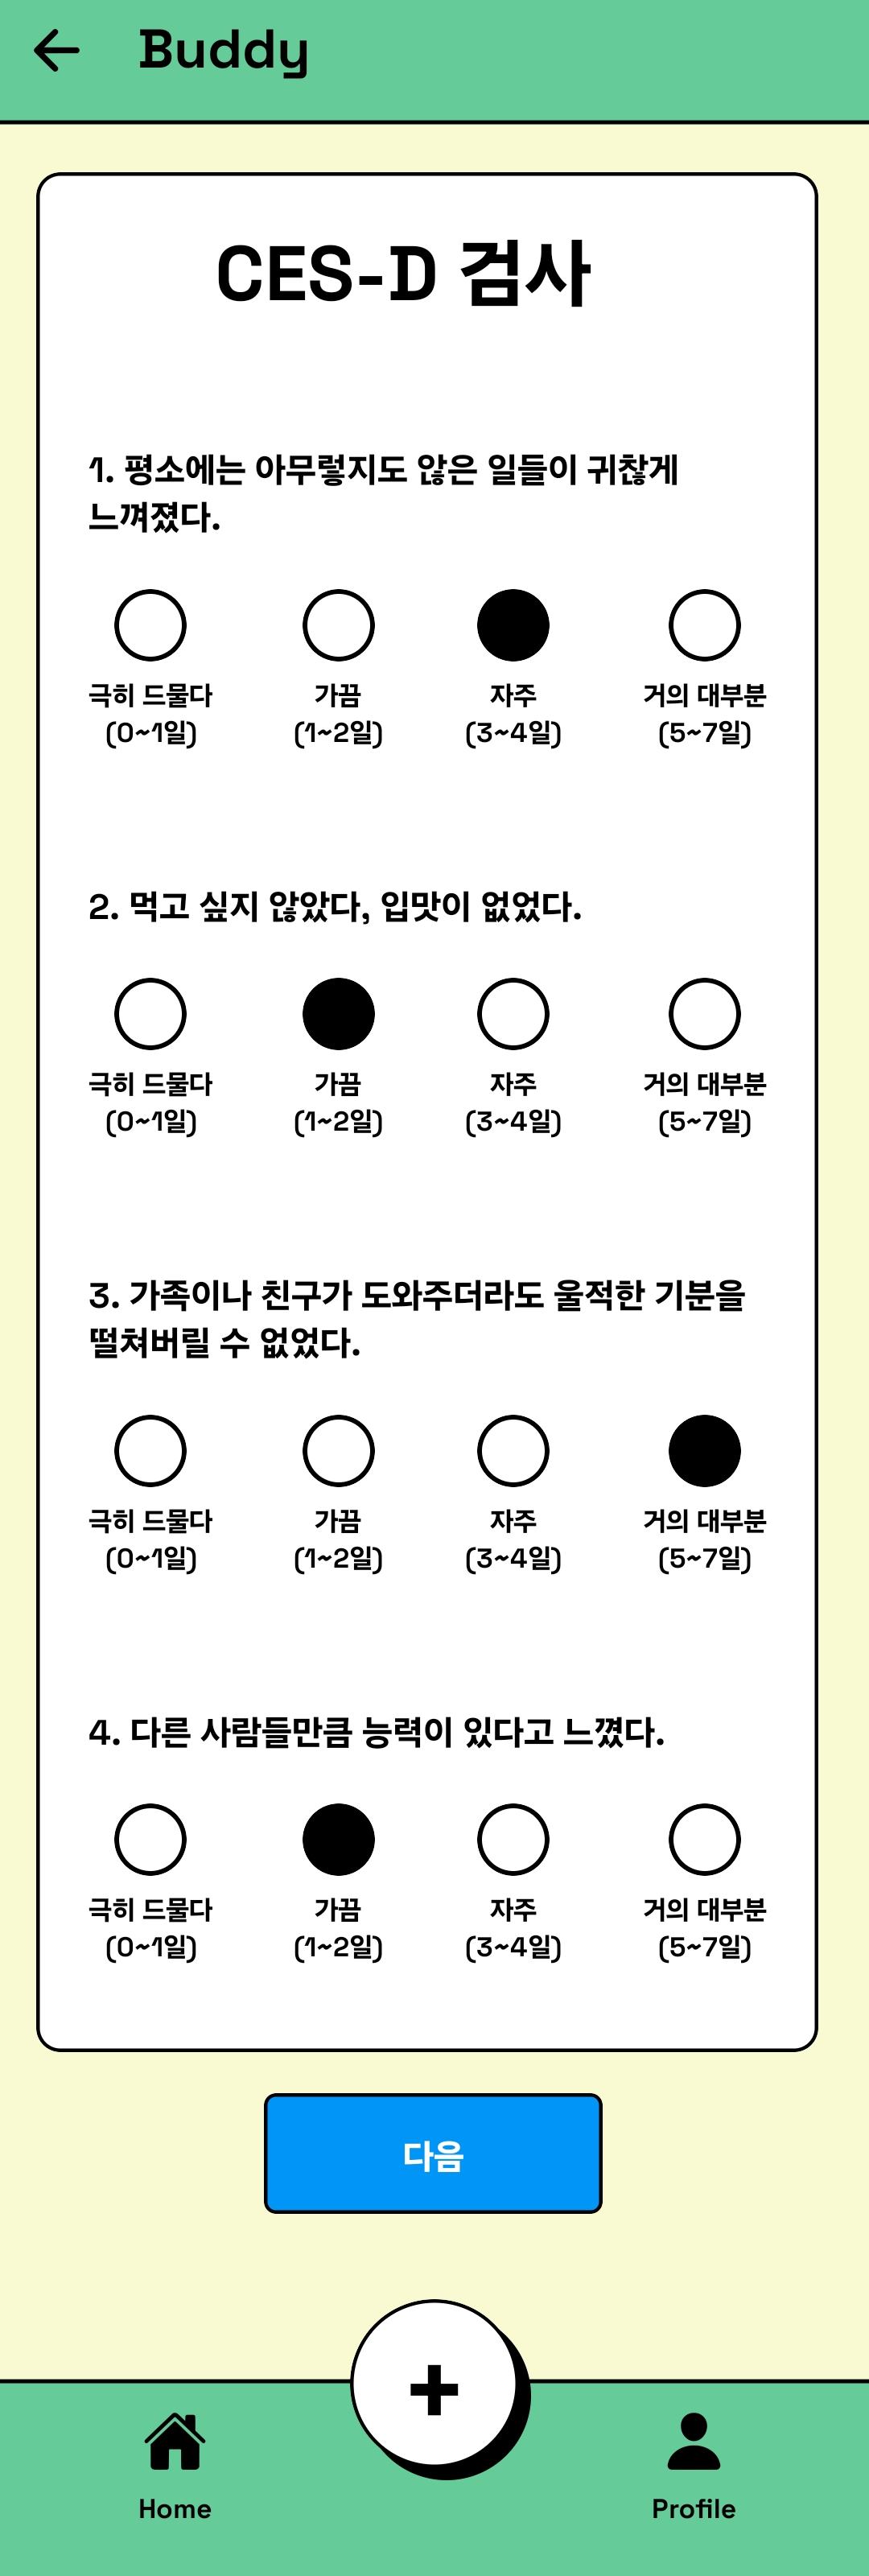 Buddy
CES-D 검사
1. 평소에는 아무렇지도 않은 일들이 귀찮게
느껴졌다.
극히 드물다 가끔 자주 거의 대부분
(0~1일) (1~2일) (3~4일) (5~7일)
2. 먹고 싶지 않았다, 입맛이 없었다.
극히 드물다 가끔 자주 거의 대부분
(0~1일) (1~2일) (3~4일) (5~7일)
3. 가족이나 친구가 도와주더라도 울적한 기분을
떨쳐버릴 수 없었다.
극히 드물다 가끔 자주 거의 대부분
(0~1일) (1~2일) (3~4일) (5~7일)
4. 다른 사람들만큼 능력이 있다고 느꼈다.
극히 드물다 가끔 자주 거의 대부분
(0~1일) (1~2일) (3~4일) (5~7일)
다음
+
Home Profile